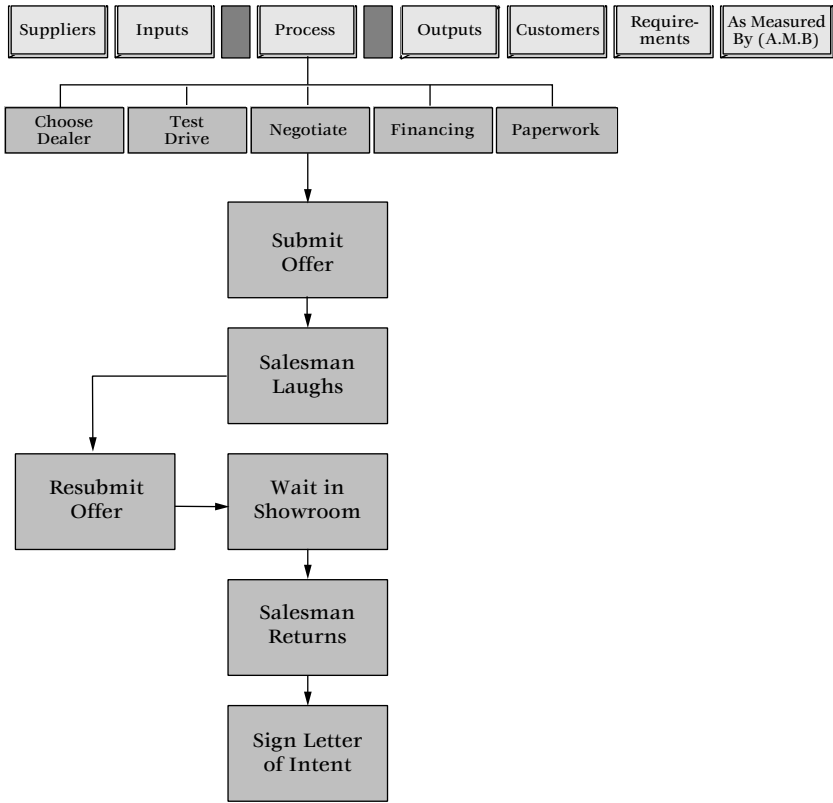 Suppliers
Inputs
Process
Outputs
Customers
Require-
ments
As Measured
By (A.M.B)
Choose
Dealer
Test
Drive
Negotiate
Financing
Paperwork
Submit
Offer
Salesman
Laughs
Resubmit
Offer
Wait in
Showroom
Salesman
Returns
Sign Letter
of Intent